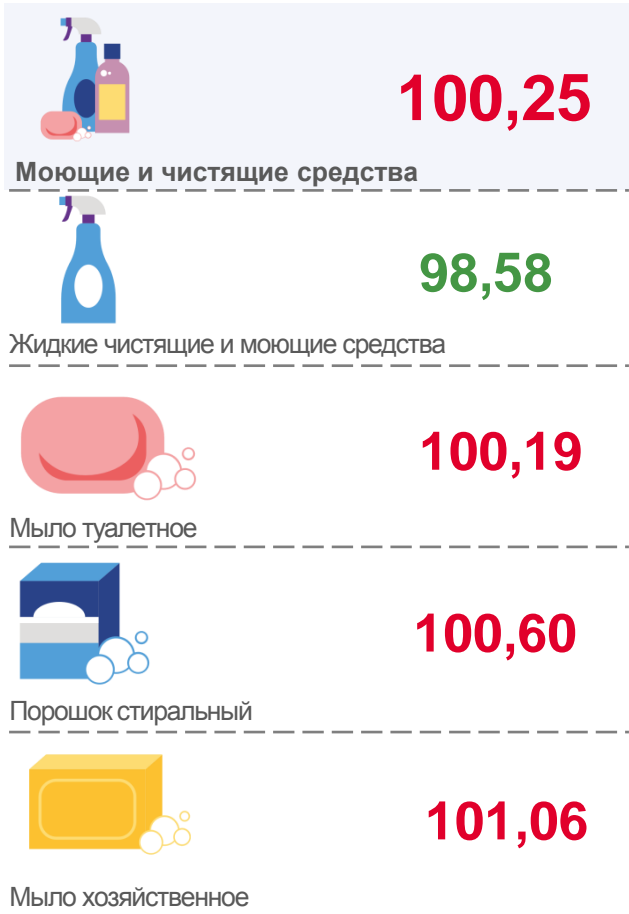 100,25
Моющие и чистящие средства
98,58
Жидкие чистящие и моющие средства
100,19
Мыло туалетное
100,60
Порошок стиральный
101,06
Мыло хозяйственное